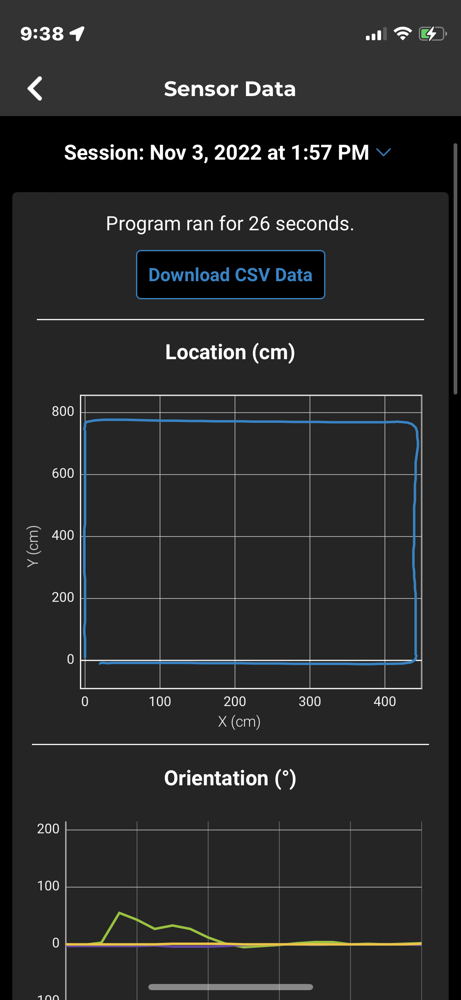 9:38
Sensor Data
Session: Nov 3, 2022 at 1:57 PM
Program ran for 26 seconds.
Download CSV Data
Location (cm)
800
600
400
200
0
Y (cm)
0 100 200 300 400
X (cm)
Orientation (°)
200
100
0
100